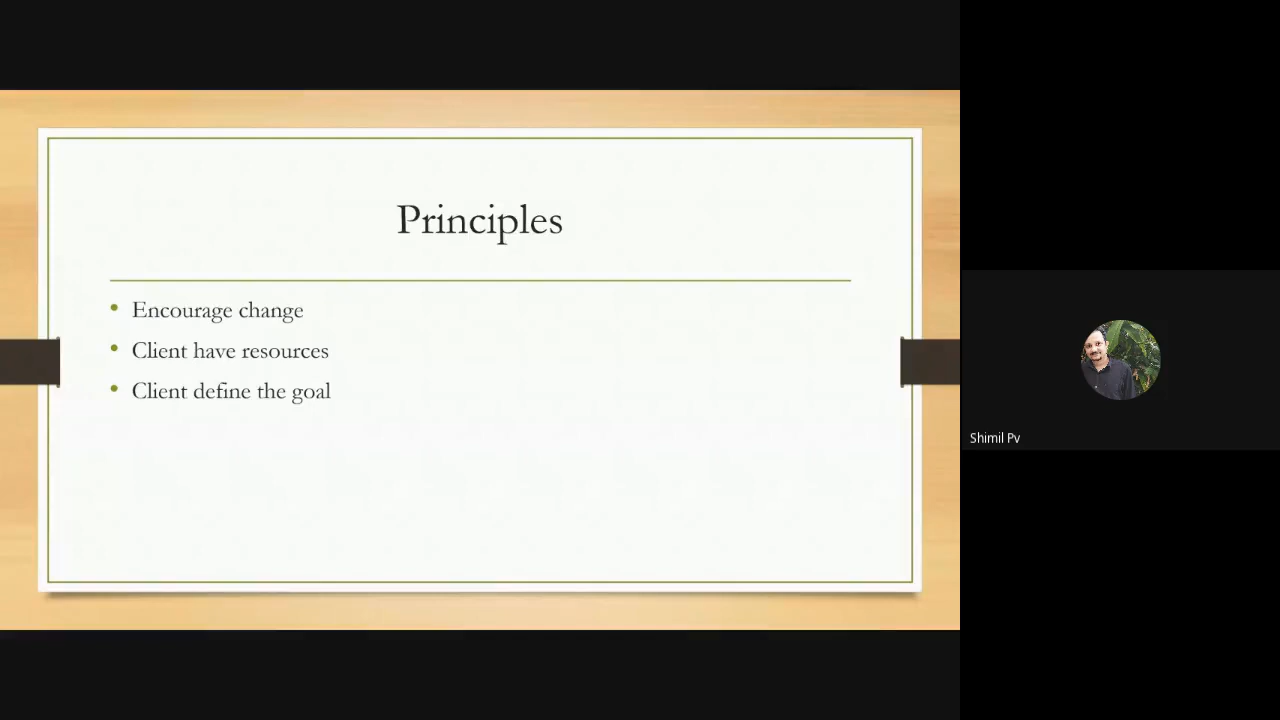 Principles
Encourage change
Client have resources
Client define the goal
Shimil Pv